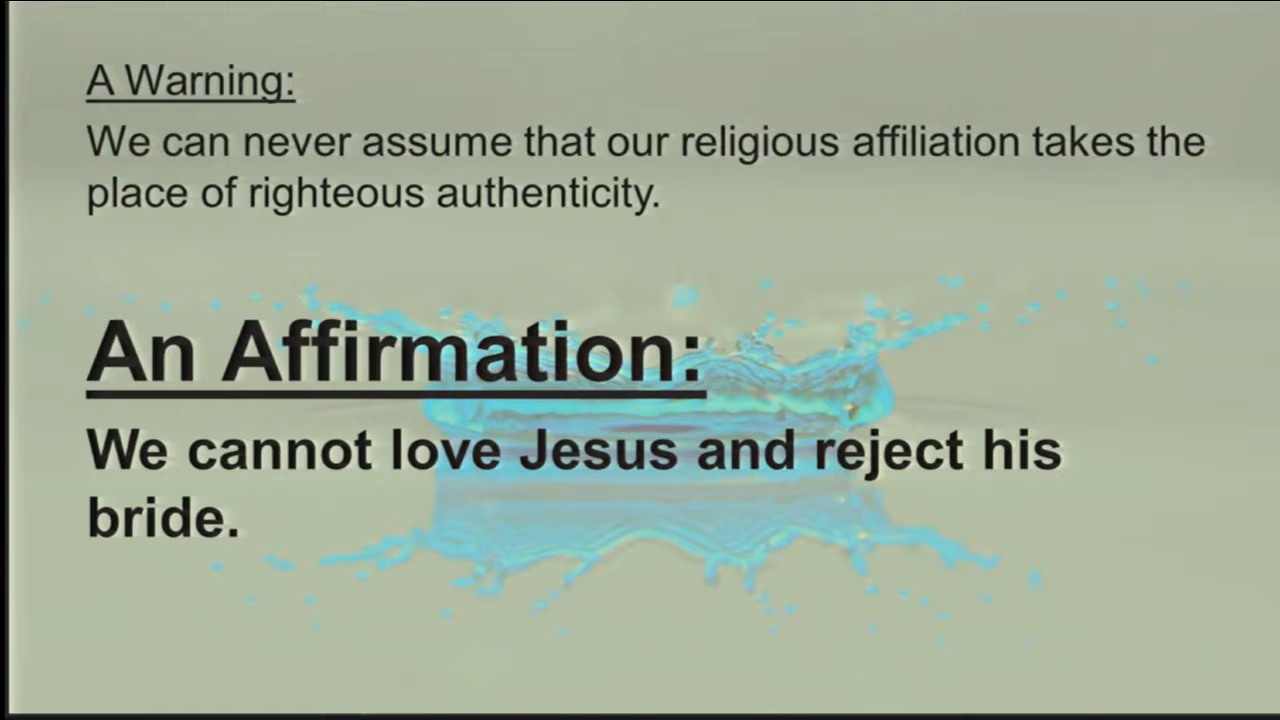 A Warning:
We can never assume that our religious affiliation takes the
place of righteous authenticity.
An Affirmation:
We cannot love Jesus and reject his
bride.